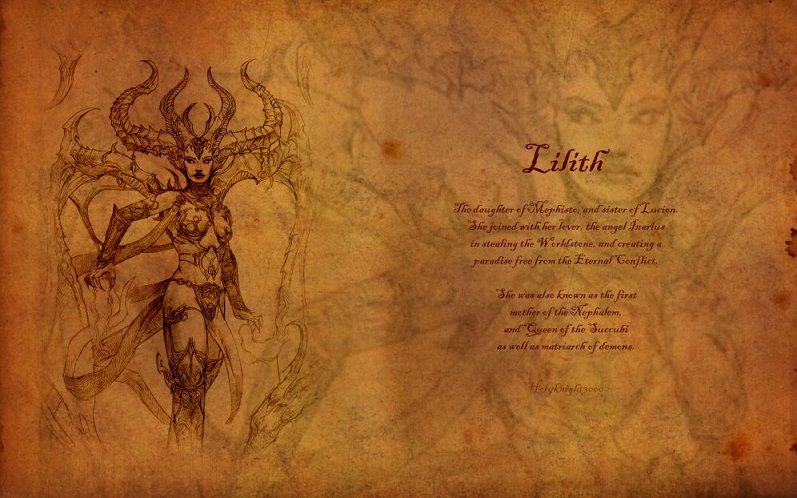 Lilith
The daughter of Mephisto, and sister of Lucion.
She joined with her lover, the angel Inarius
in stealing the Worldstone, and creating a
paradise free from the Eternal Conflict.
She was also known as the first
mother of the Nephalem,
and Queen of the Succubi
as well as matriarch of demons.
Holyknight3000